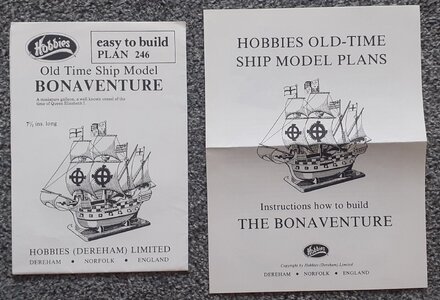 Hobbies
easy to build
PLAN 246
Old Time Ship Model
BONAVENTURE
A miniature galleon, a well known vessel of the
time of Queen Elizabeth I.
7½ ins. long
HOBBIES (DEREHAM) LIMITED
DEREHAM • NORFOLK • ENGLAND
HOBBIES OLD-TIME
SHIP MODEL PLANS
Instructions how to build
THE BONAVENTURE
Hobbies
Copyright by Hobbies (Dereham) Limited
DEREHAM • NORFOLK • ENGLAND